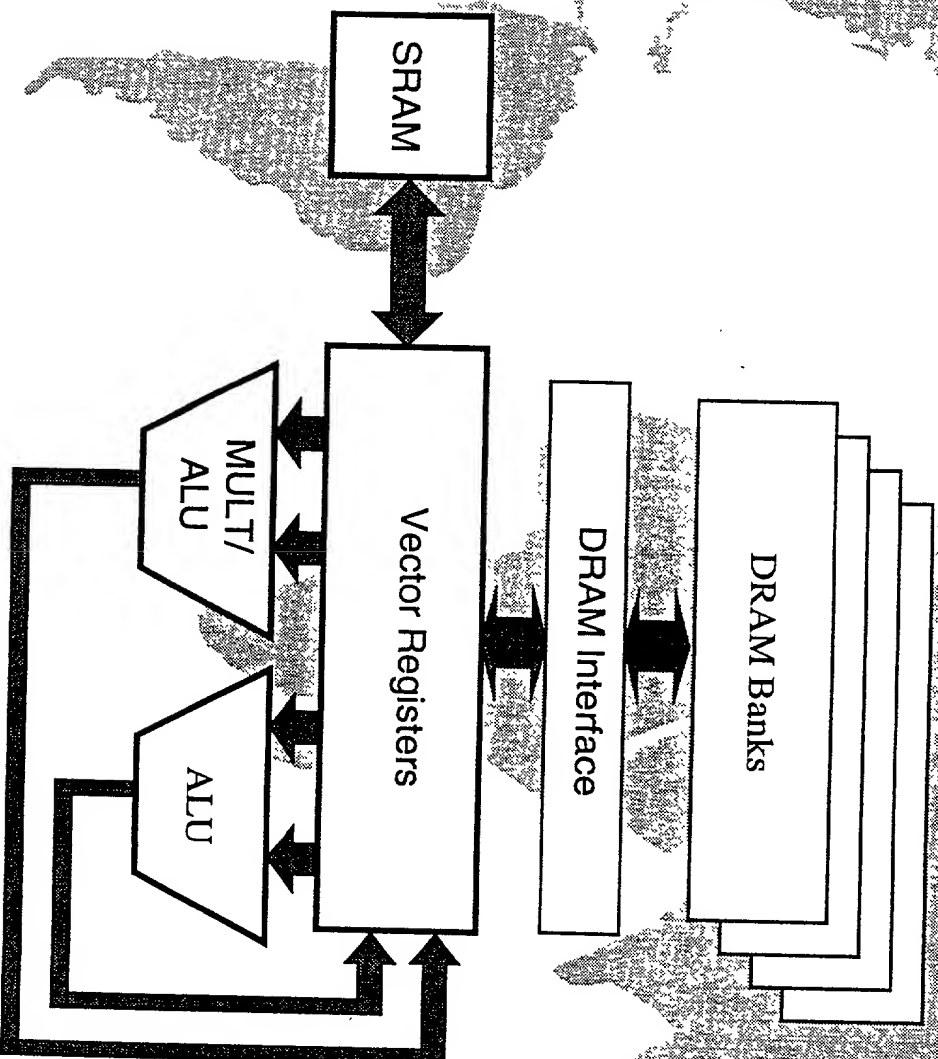 DRAM Banks
DRAM Interface
SRAM
Vector Registers
MULT/
ALU
ALU